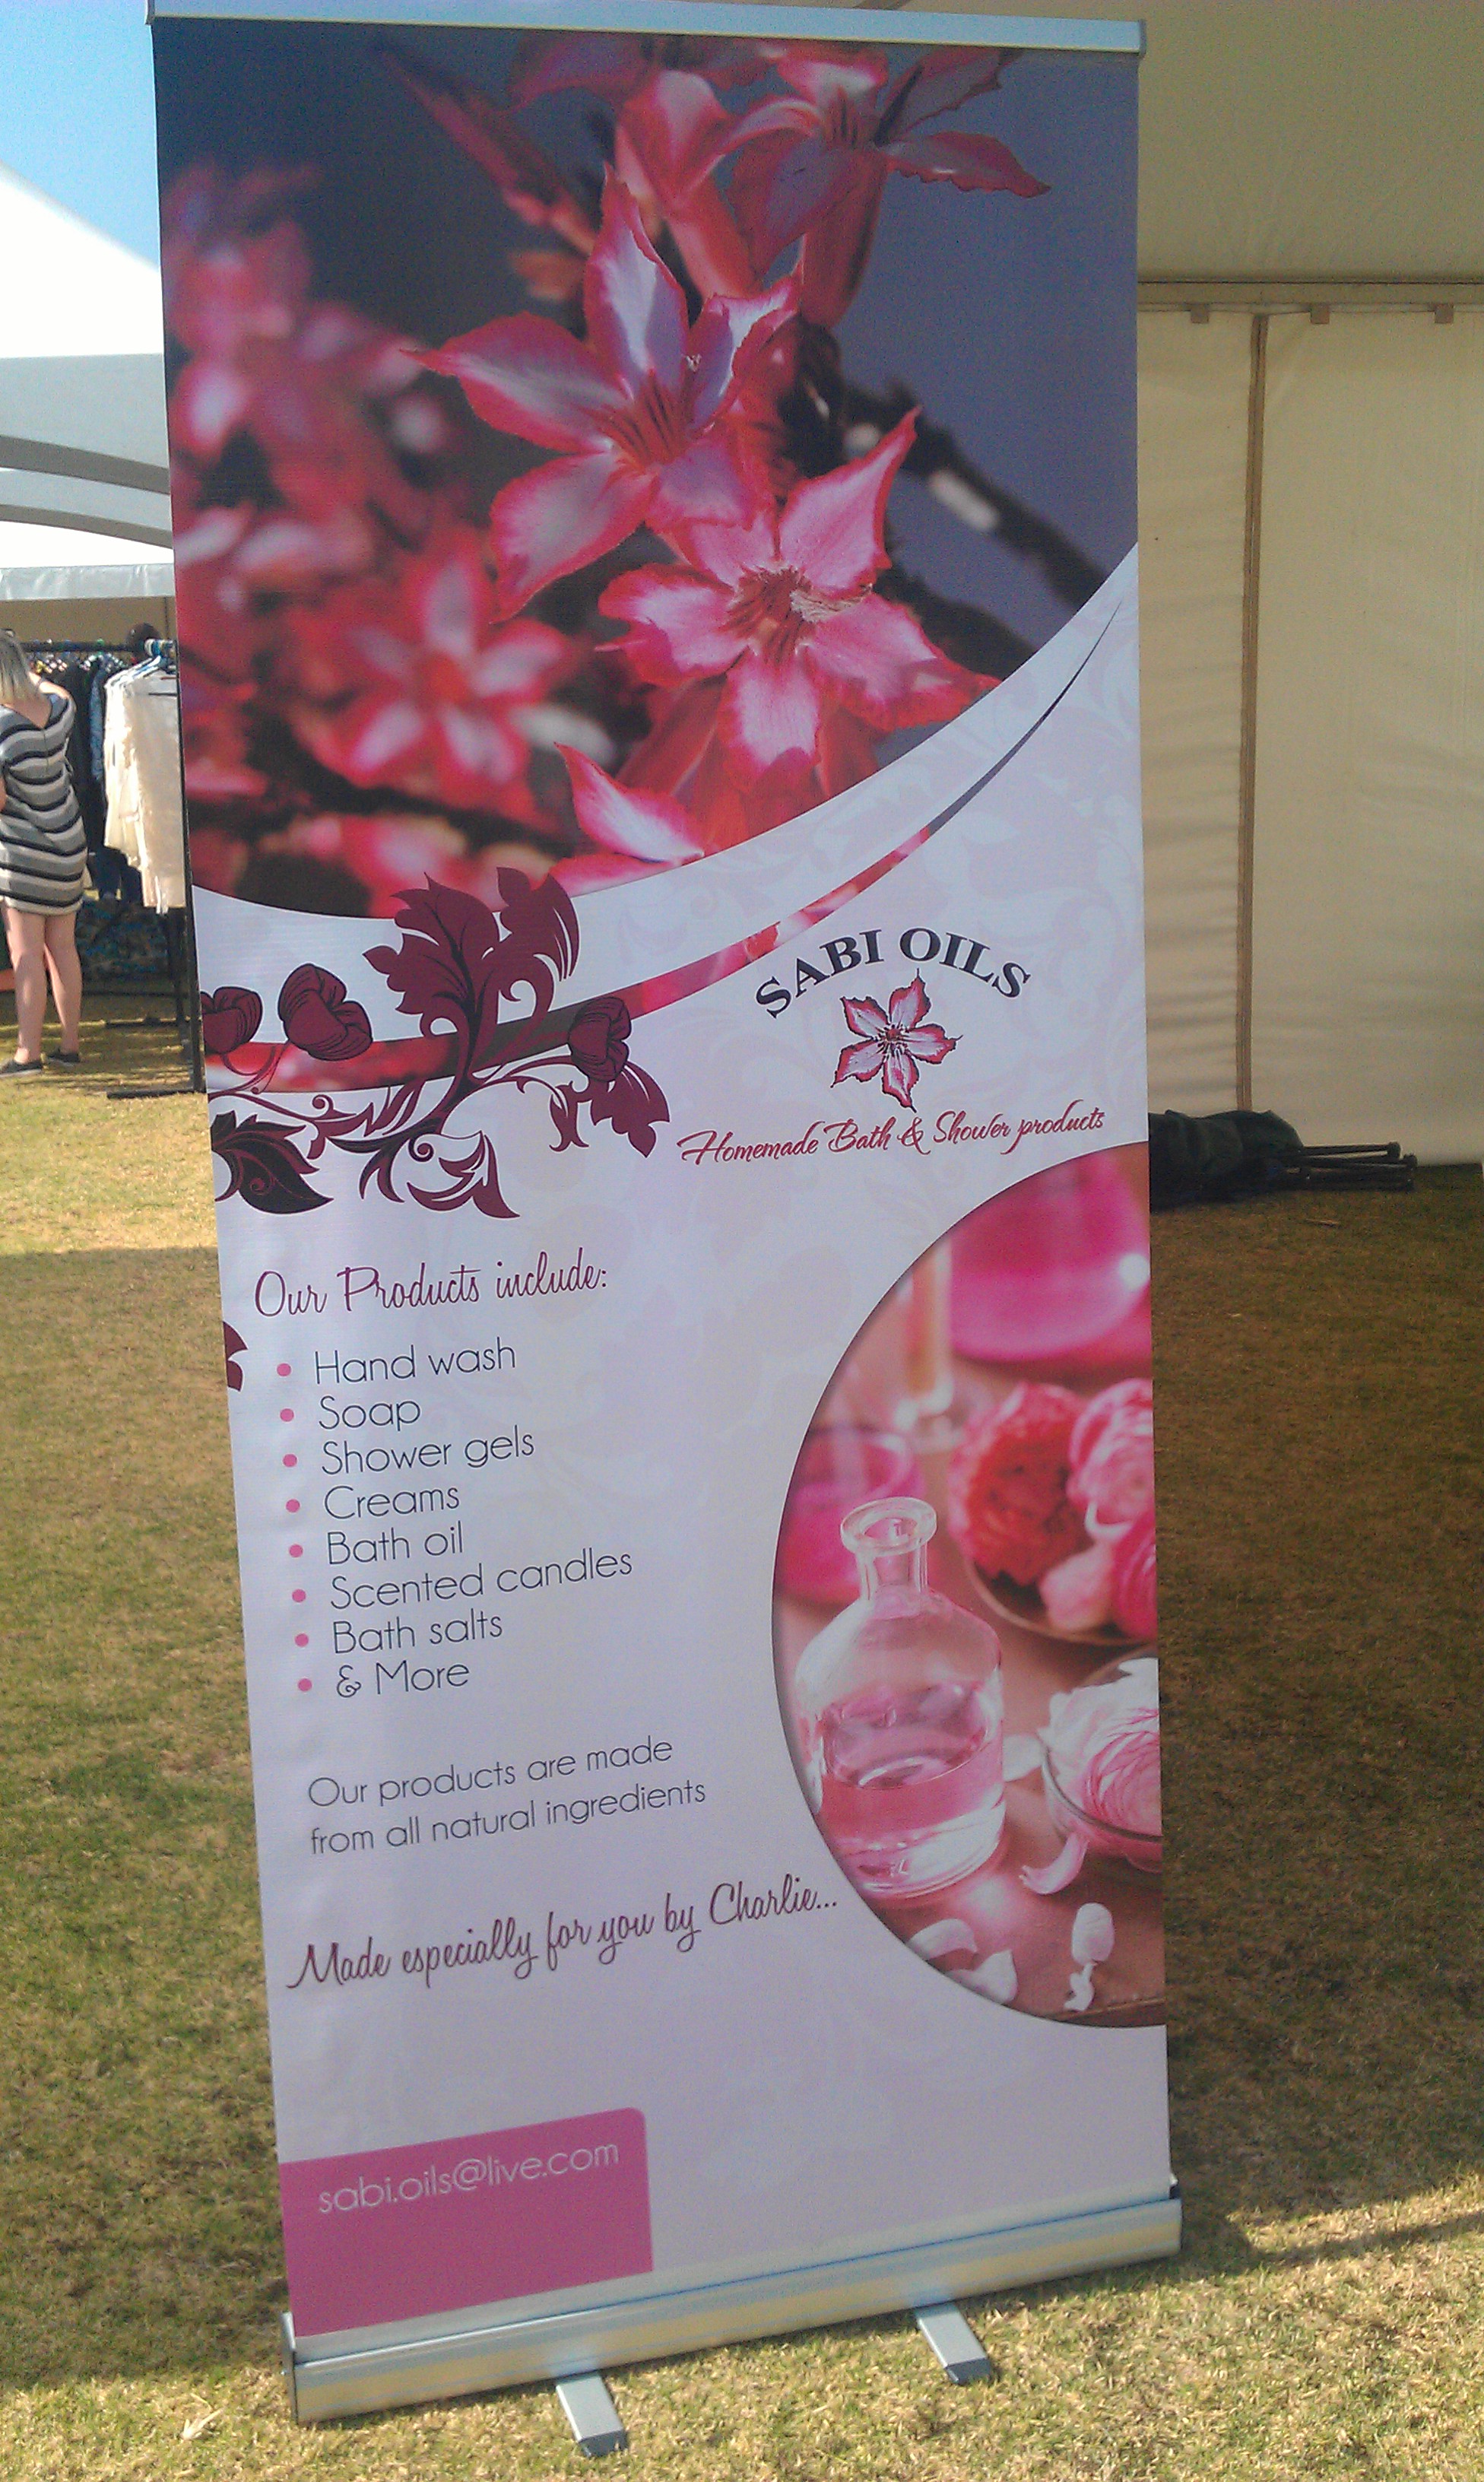 SABI OILS
Homemade Bath & Shower products
Our Products include:
• Hand wash
• Soap
• Shower gels
• Creams
• Bath oil
• Scented candles
• Bath salts
• & More
Our products are made
from all natural ingredients
Made especially for you by Charlie...
sabi.oils@live.com